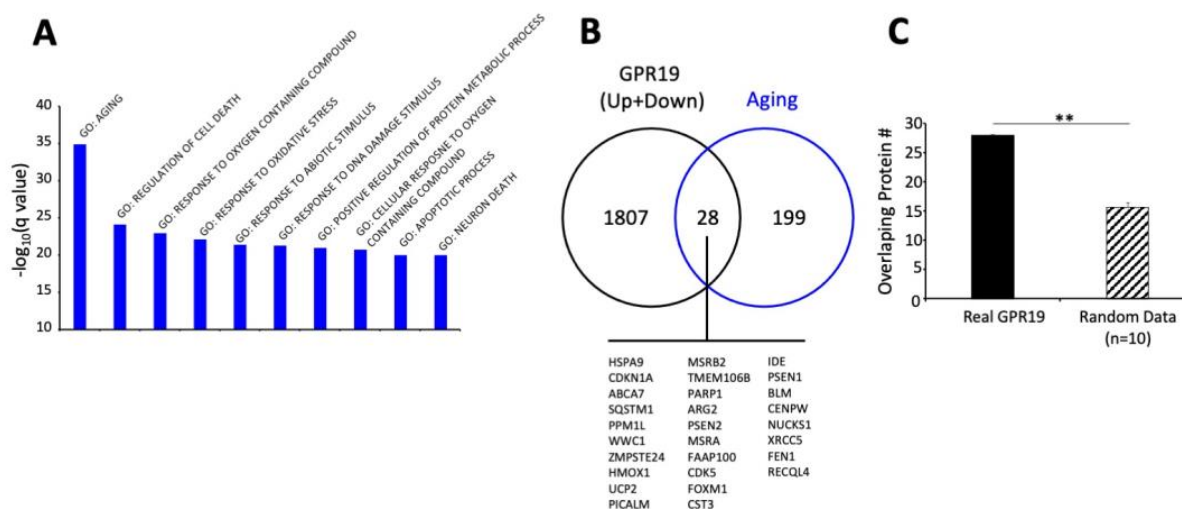 A
-log10(q value)
40
35
30
25
20
15
10
GO: AGING
GO: REGULATION OF CELL DEATH
GO: RESPONSE TO OXYGEN CONTAINING COMPOUND
GO: RESPONSE TO OXIDATIVE STRESS
GO: RESPONSE TO ABIOTIC STIMULUS
GO: RESPONSE TO DNA DAMAGE STIMULUS
GO: POSITIVE REGULATION OF PROTEIN METABOLIC PROCESS
GO: CELLULAR RESPOSNE TO OXYGEN
CONTAINING COMPOUND
GO: APOPTOTIC PROCESS
GO: NEURON DEATH
B
GPR19
(Up+Down)
Aging
1807
28
199
HSPA9
CDKN1A
ABCA7
SQSTM1
PPM1L
WWC1
ZMPSTE24
HMOX1
UCP2
PICALM
MSRB2
TMEM106B
PARP1
ARG2
PSEN2
MSRA
FAAP100
CDK5
FOXM1
CST3
IDE
PSEN1
BLM
CENPW
NUCKS1
XRCC5
FEN1
RECQL4
C
Overlaping Protein #
30
25
20
15
10
5
0
**
Real GPR19
Random Data
(n=10)